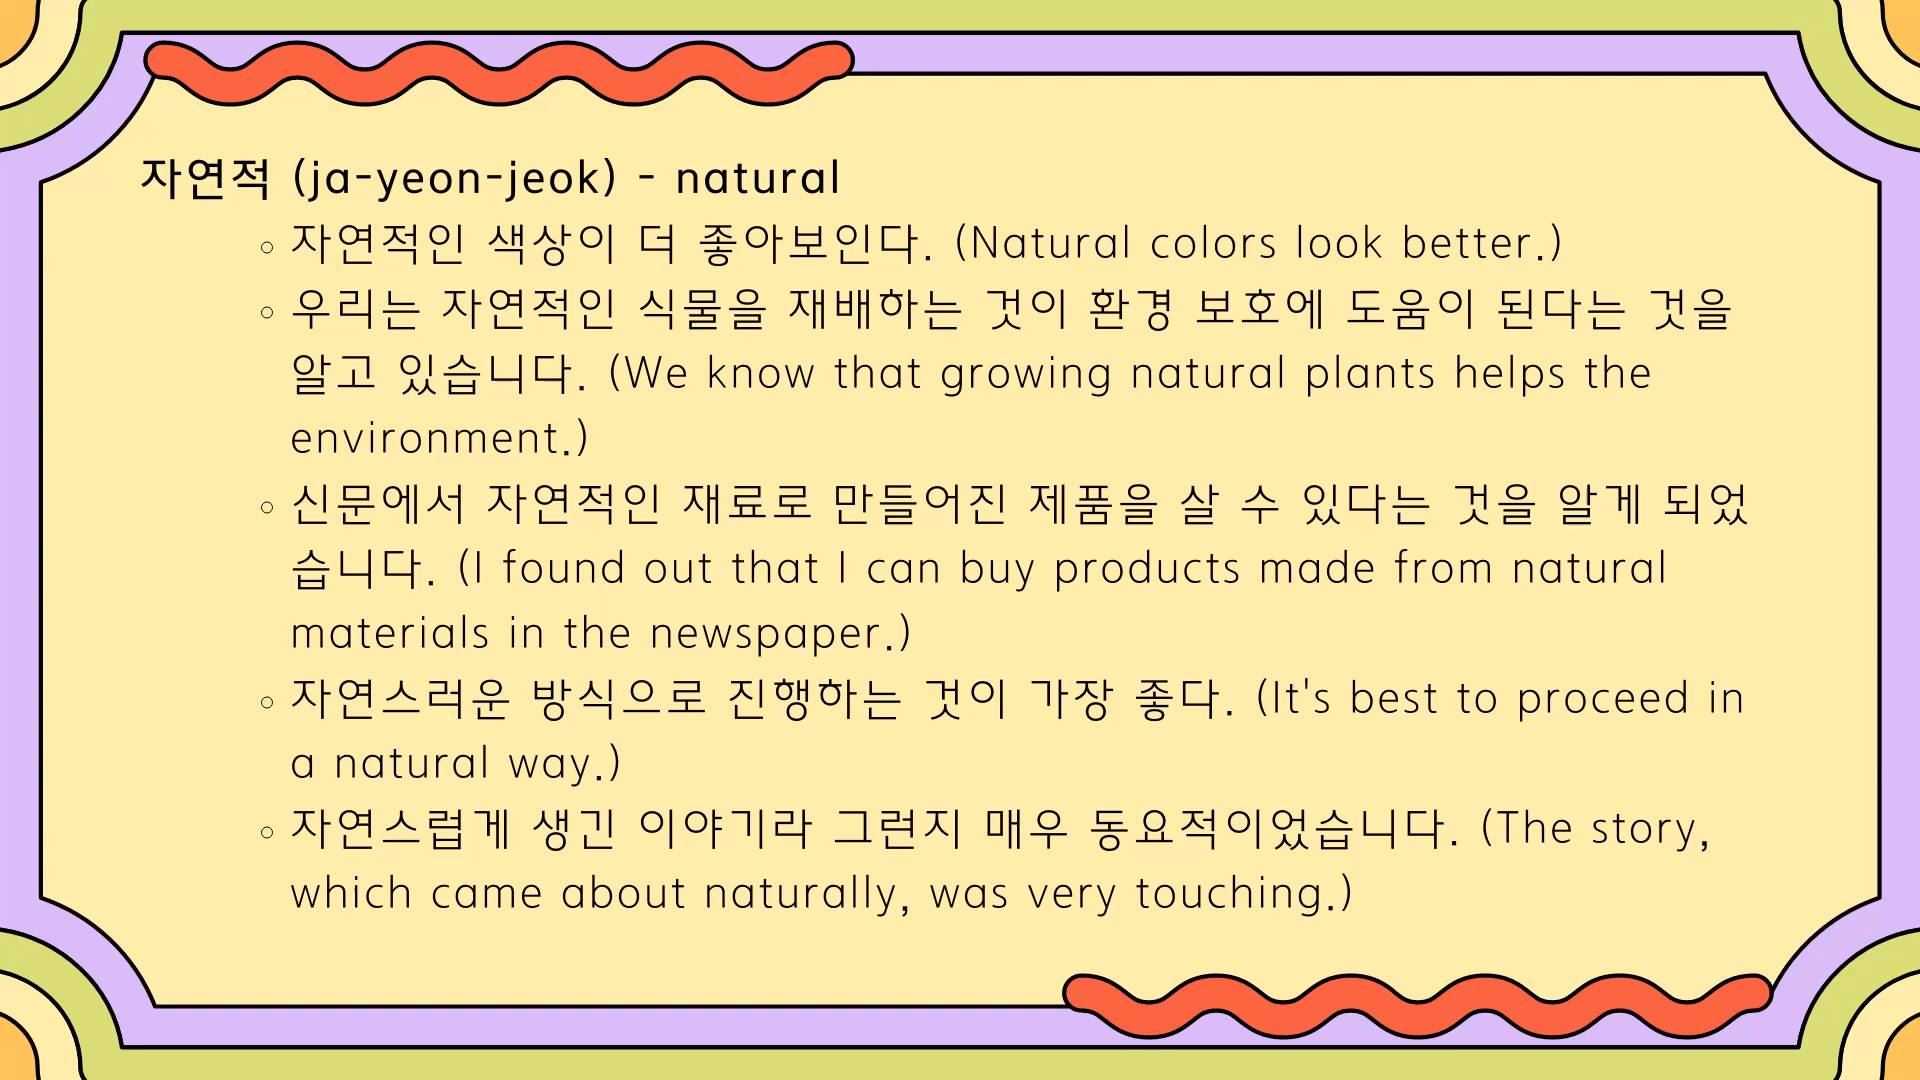 자연적 (ja-yeon-jeok) - natural
자연적인 색상이 더 좋아보인다. (Natural colors look better.)
우리는 자연적인 식물을 재배하는 것이 환경 보호에 도움이 된다는 것을
알고 있습니다. (We know that growing natural plants helps the
environment.)
신문에서 자연적인 재료로 만들어진 제품을 살 수 있다는 것을 알게 되었
습니다. (I found out that I can buy products made from natural
materials in the newspaper.)
자연스러운 방식으로 진행하는 것이 가장 좋다. (It's best to proceed in
a natural way.)
자연스럽게 생긴 이야기라 그런지 매우 동요적이었습니다. (The story,
which came about naturally, was very touching.)